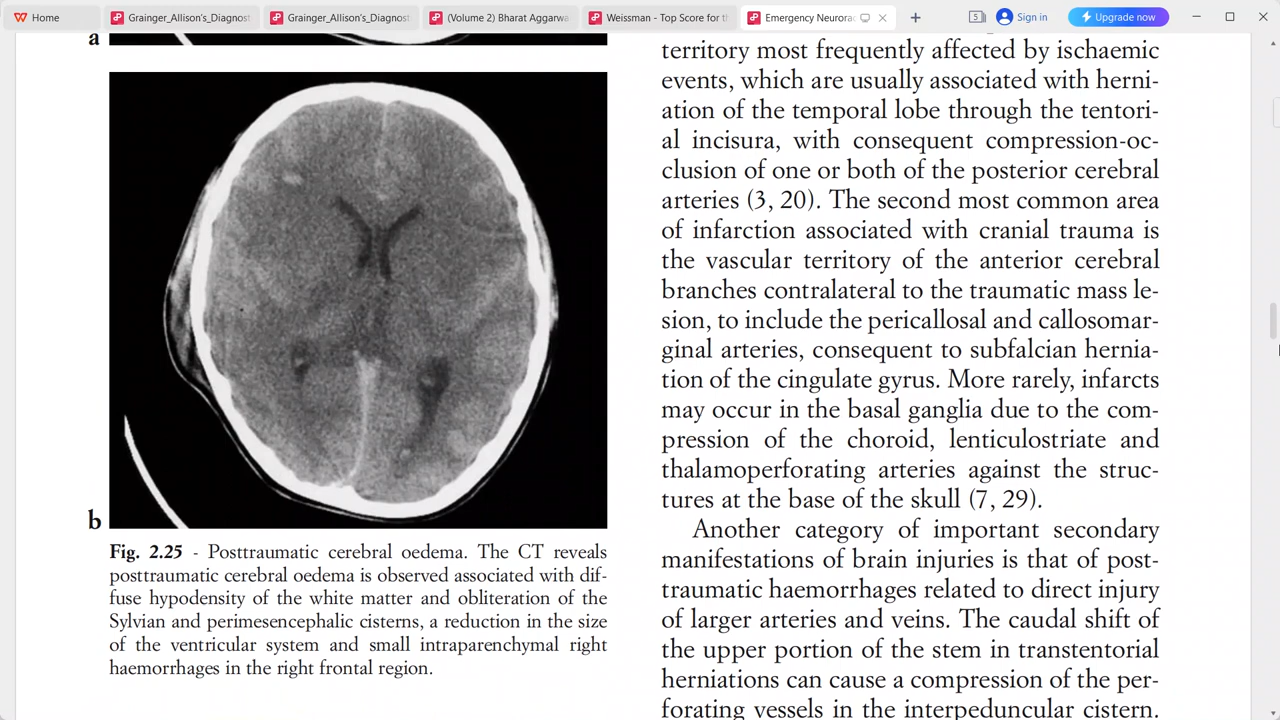 Home
Grainger_Allison's_Diagnost
Grainger_Allison's_Diagnost
(Volume 2) Bharat Aggarwa
Weissman - Top Score for t
Emergency Neurorad
5
Sign in
Upgrade now
a
b
Fig. 2.25 - Posttraumatic cerebral oedema. The CT reveals
posttraumatic cerebral oedema is observed associated with dif-
fuse hypodensity of the white matter and obliteration of the
Sylvian and perimesencephalic cisterns, a reduction in the size
of the ventricular system and small intraparenchymal right
haemorrhages in the right frontal region.
territory most frequently affected by ischaemic
events, which are usually associated with herni-
ation of the temporal lobe through the tentori-
al incisura, with consequent compression-oc-
clusion of one or both of the posterior cerebral
arteries (3, 20). The second most common area
of infarction associated with cranial trauma is
the vascular territory of the anterior cerebral
branches contralateral to the traumatic mass le-
sion, to include the pericallosal and callosomar-
ginal arteries, consequent to subfalcian hernia-
tion of the cingulate gyrus. More rarely, infarcts
may occur in the basal ganglia due to the com-
pression of the choroid, lenticulostriate and
thalamoperforating arteries against the struc-
tures at the base of the skull (7, 29).
Another category of important secondary
manifestations of brain injuries is that of post-
traumatic haemorrhages related to direct injury
of larger arteries and veins. The caudal shift of
the upper portion of the stem in transtentorial
herniations can cause a compression of the per-
forating vessels in the interpeduncular cistern.